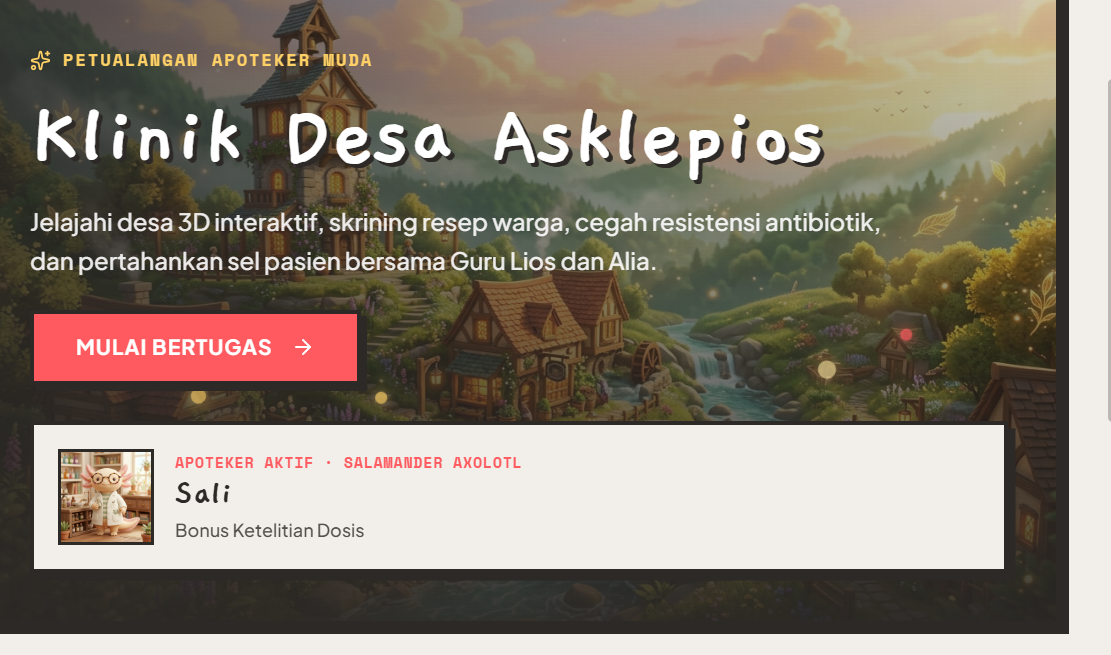 PETUALANGAN APOTEKER MUDA
Klinik Desa Asklepios
Jelajahi desa 3D interaktif, skrining resep warga, cegah resistensi antibiotik,
dan pertahankan sel pasien bersama Guru Lios dan Alia.
MULAI BERTUGAS →
APOTEKER AKTIF · SALAMANDER AXOLOTL
Sali
Bonus Ketelitian Dosis